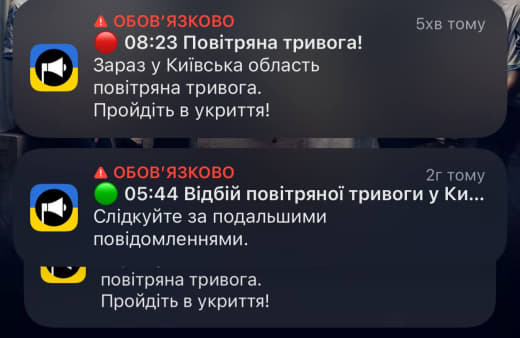 ОБОВ'ЯЗКОВО 5хв тому
08:23 Повітряна тривога!
Зараз у Київська область
повітряна тривога.
Пройдіть в укриття!
ОБОВ'ЯЗКОВО 2г тому
05:44 Відбій повітряної тривоги у Ки...
Слідкуйте за подальшими
повідомленнями.
повітряна тривога.
Пройдіть в укриття!